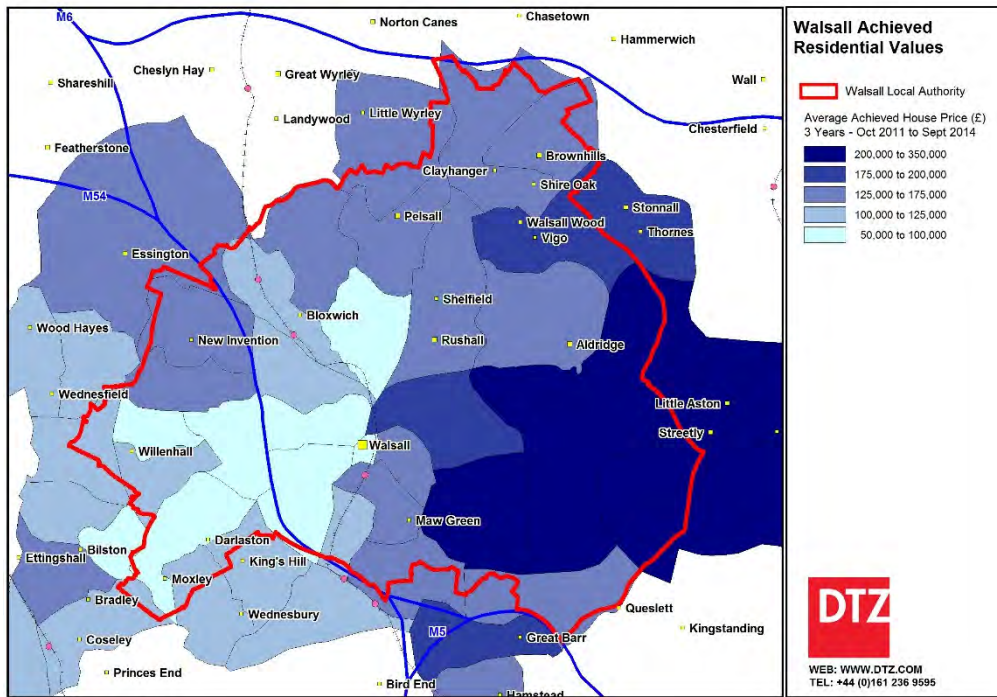 M6
Norton Canes
Chasetown
Hammerwich
Cheslyn Hay
Great Wyrley
Shareshill
Wall
Little Wyrley
Landywood
Chesterfield
Featherstone
Brownhills
Clayhanger
Shire Oak
M54
Pelsall
Stonnall
Walsall Wood
Thornes
Vigo
Essington
Shelfield
Bloxwich
Wood Hayes
New Invention
Rushall
Aldridge
Wednesfield
Little Aston
Streetly
Walsall
Willenhall
Maw Green
Darlaston
Bilston
Ettingshall
King's Hill
Moxley
Bradley
Queslett
Wednesbury
Kingstanding
M5
Great Barr
Coseley
Princes End
Bird End
Hamstead
Walsall Achieved
Residential Values
Walsall Local Authority
Average Achieved House Price (£)
3 Years - Oct 2011 to Sept 2014
200,000 to 350,000
175,000 to 200,000
125,000 to 175,000
100,000 to 125,000
50,000 to 100,000
DTZ
WEB: WWW.DTZ.COM
TEL: +44 (0)161 236 9595